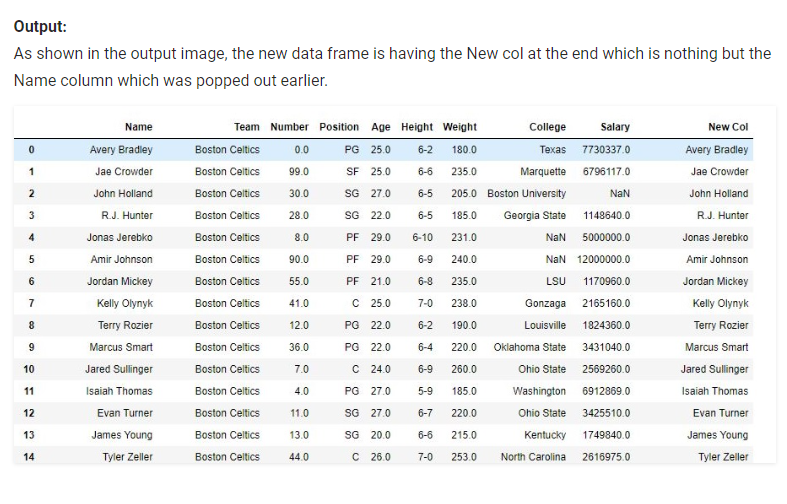 Output:
As shown in the output image, the new data frame is having the New col at the end which is nothing but the
Name column which was popped out earlier.
Name Team Number Position Age Height Weight College Salary New Col
0 Avery Bradley Boston Celtics 0.0 PG 25.0 6-2 180.0 Texas 7730337.0 Avery Bradley
1 Jae Crowder Boston Celtics 99.0 SF 25.0 6-6 235.0 Marquette 6796117.0 Jae Crowder
2 John Holland Boston Celtics 30.0 SG 27.0 6-5 205.0 Boston University NaN John Holland
3 R.J. Hunter Boston Celtics 28.0 SG 22.0 6-5 185.0 Georgia State 1148640.0 R.J. Hunter
4 Jonas Jerebko Boston Celtics 8.0 PF 29.0 6-10 231.0 NaN 5000000.0 Jonas Jerebko
5 Amir Johnson Boston Celtics 90.0 PF 29.0 6-9 240.0 NaN 12000000.0 Amir Johnson
6 Jordan Mickey Boston Celtics 55.0 PF 21.0 6-8 235.0 LSU 1170960.0 Jordan Mickey
7 Kelly Olynyk Boston Celtics 41.0 C 25.0 7-0 238.0 Gonzaga 2165160.0 Kelly Olynyk
8 Terry Rozier Boston Celtics 12.0 PG 22.0 6-2 190.0 Louisville 1824360.0 Terry Rozier
9 Marcus Smart Boston Celtics 36.0 PG 22.0 6-4 220.0 Oklahoma State 3431040.0 Marcus Smart
10 Jared Sullinger Boston Celtics 7.0 C 24.0 6-9 260.0 Ohio State 2569260.0 Jared Sullinger
11 Isaiah Thomas Boston Celtics 4.0 PG 27.0 5-9 185.0 Washington 6912869.0 Isaiah Thomas
12 Evan Turner Boston Celtics 11.0 SG 27.0 6-7 220.0 Ohio State 3425510.0 Evan Turner
13 James Young Boston Celtics 13.0 SG 20.0 6-6 215.0 Kentucky 1749840.0 James Young
14 Tyler Zeller Boston Celtics 44.0 C 26.0 7-0 253.0 North Carolina 2616975.0 Tyler Zeller